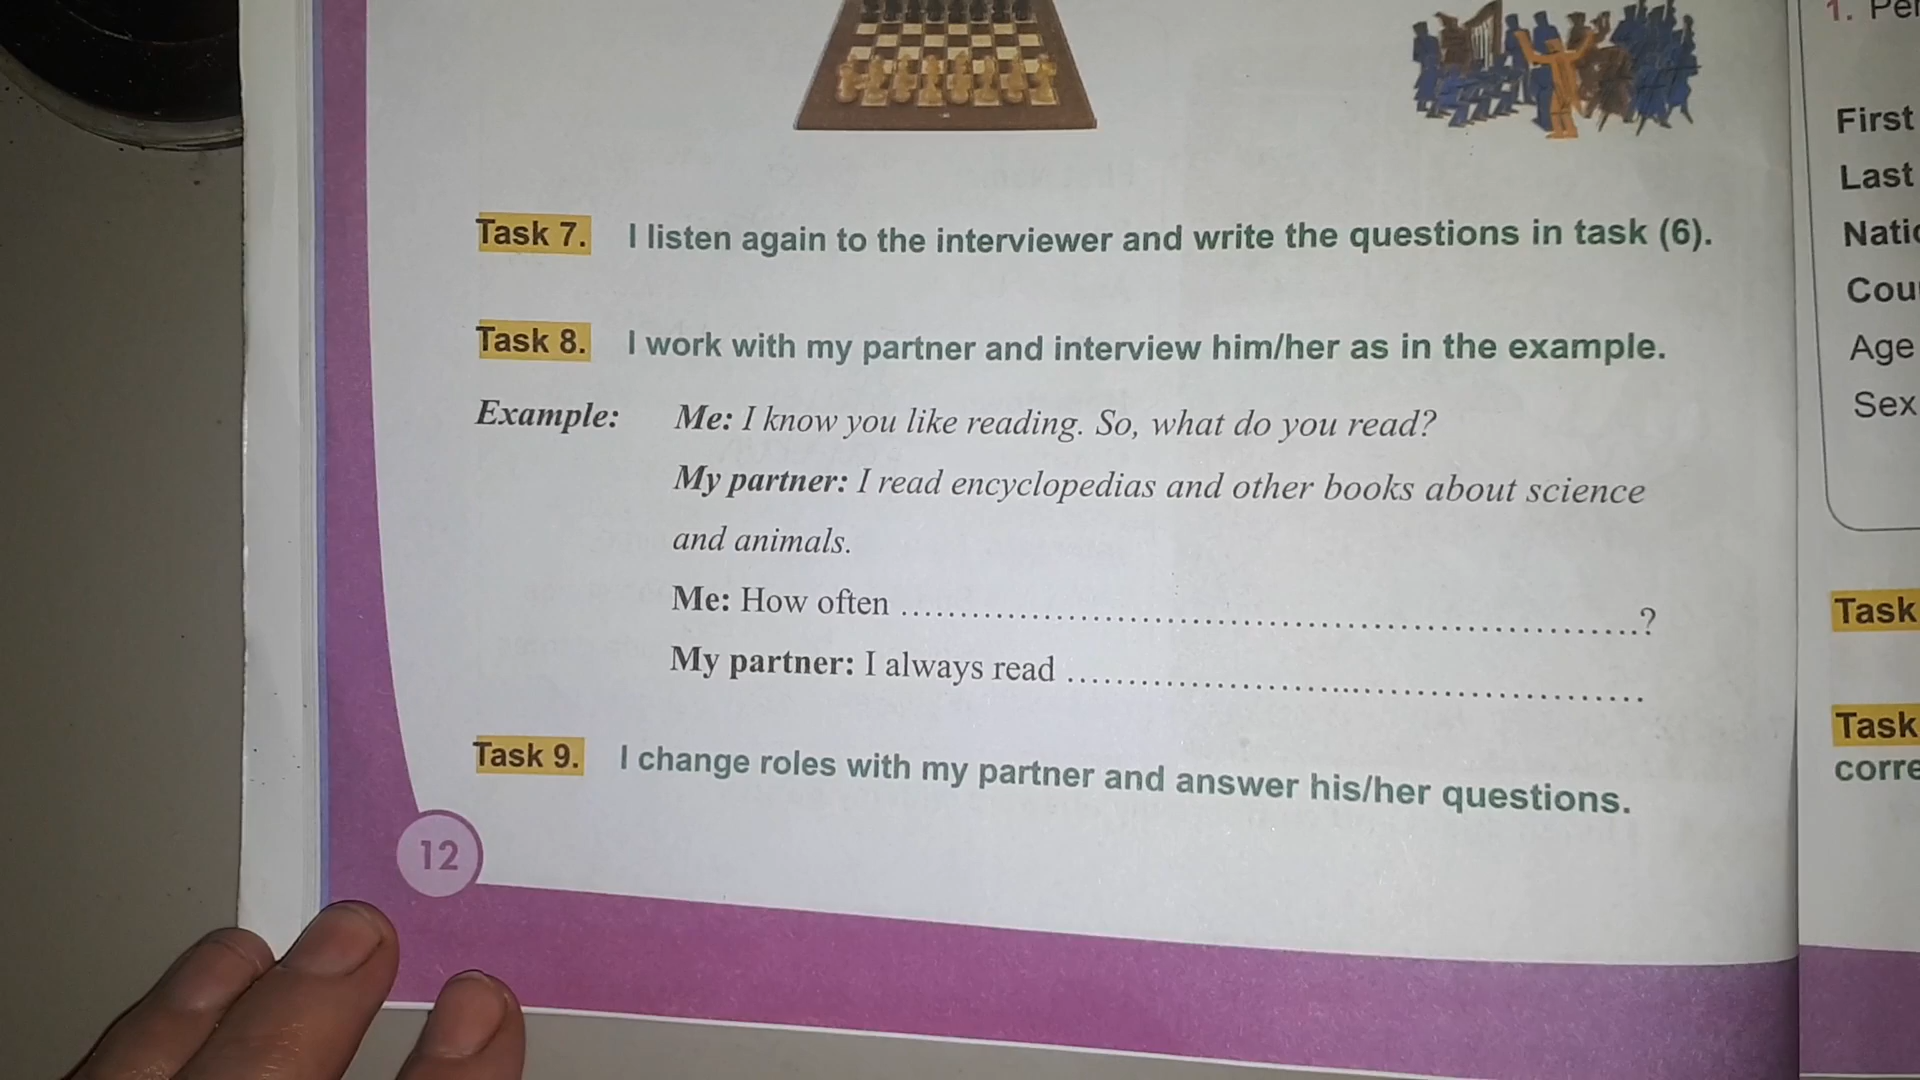 Task 7. I listen again to the interviewer and write the questions in task (6).
Task 8. I work with my partner and interview him/her as in the example.
Example: Me: I know you like reading. So, what do you read?
My partner: I read encyclopedias and other books about science
and animals.
Me: How often ..........................................................................?
My partner: I always read ..........................................................
Task 9. I change roles with my partner and answer his/her questions.
12
1.
First
Last
Age
Sex
Task
Task